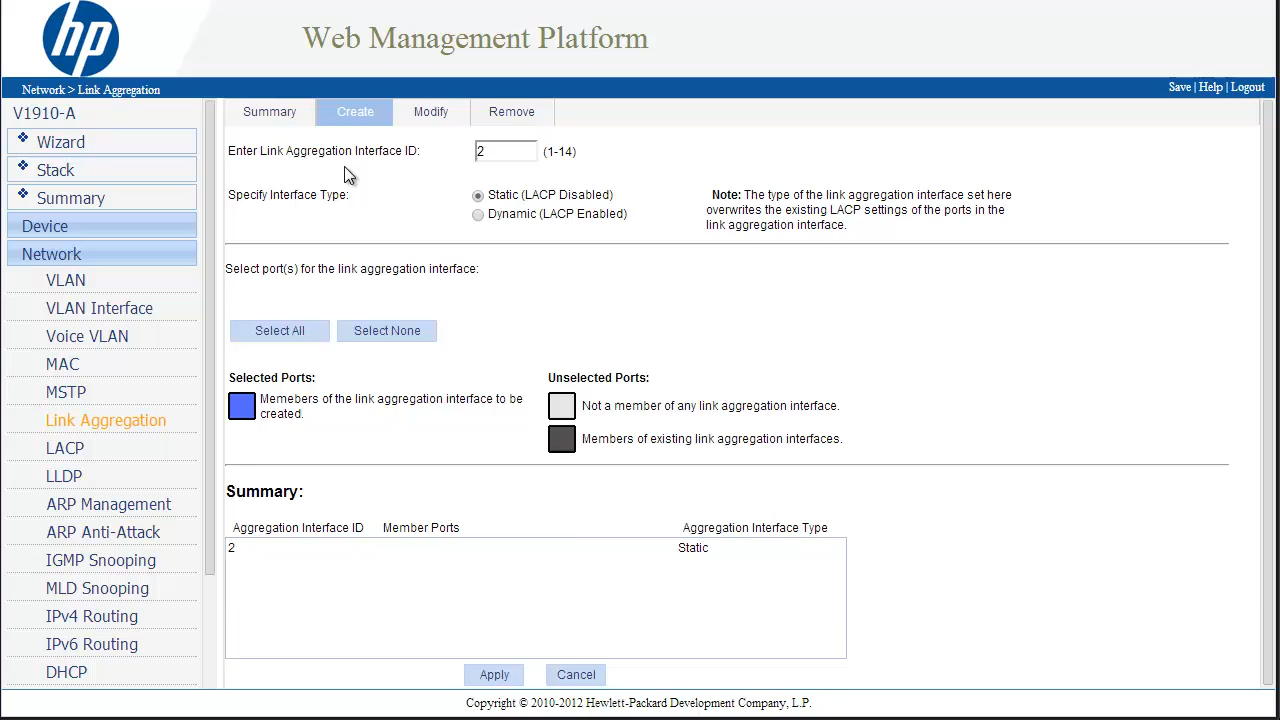 hp
Web Management Platform
Network > Link Aggregation
Save | Help | Logout
V1910-A
Wizard
Stack
Summary
Device
Network
VLAN
VLAN Interface
Voice VLAN
MAC
MSTP
Link Aggregation
LACP
LLDP
ARP Management
ARP Anti-Attack
IGMP Snooping
MLD Snooping
IPv4 Routing
IPv6 Routing
DHCP
Summary
Create
Modify
Remove
Enter Link Aggregation Interface ID:
2
(1-14)
Specify Interface Type:
Static (LACP Disabled)
Dynamic (LACP Enabled)
Note: The type of the link aggregation interface set here
overwrites the existing LACP settings of the ports in the
link aggregation interface.
Select port(s) for the link aggregation interface:
Select All
Select None
Selected Ports:
Memebers of the link aggregation interface to be
created.
Unselected Ports:
Not a member of any link aggregation interface.
Members of existing link aggregation interfaces.
Summary:
Aggregation Interface ID
Member Ports
Aggregation Interface Type
2
Static
Apply
Cancel
Copyright © 2010-2012 Hewlett-Packard Development Company, L.P.